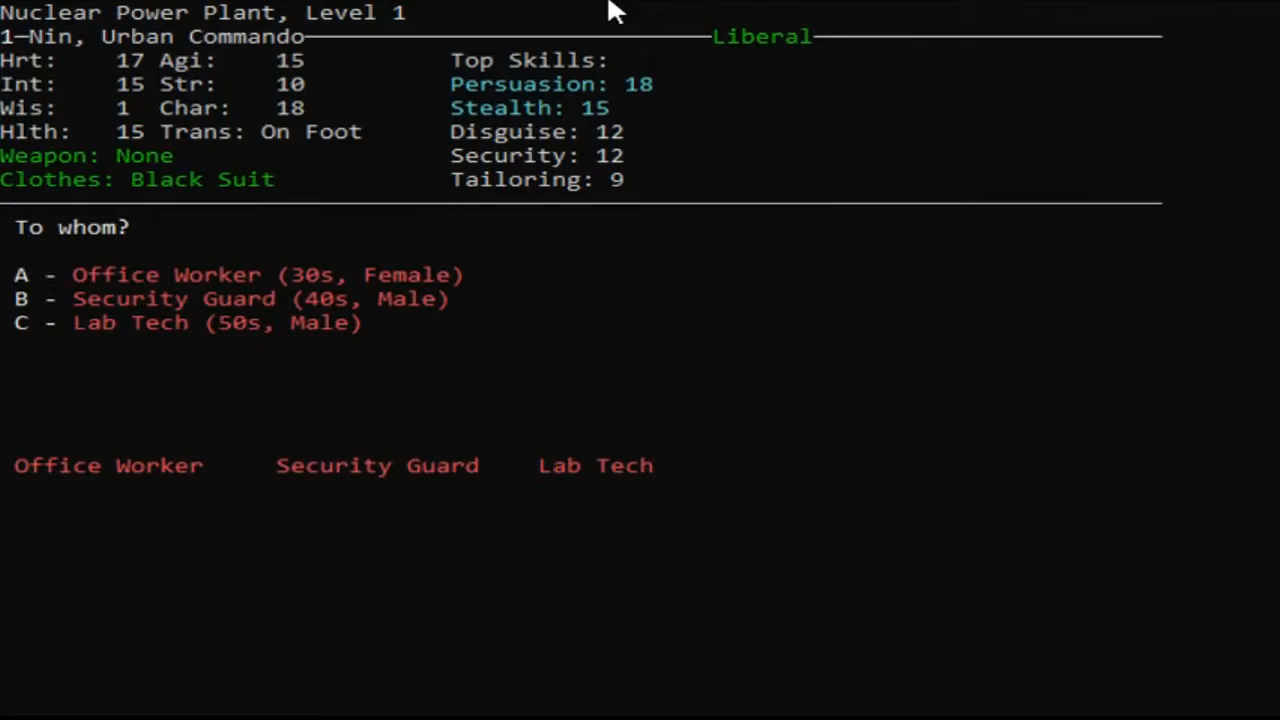 Nuclear Power Plant, Level 1
1—Nin, Urban Commando Liberal
Hrt: 17 Agi: 15 Top Skills:
Int: 15 Str: 10 Persuasion: 18
Wis: 1 Char: 18 Stealth: 15
Hlth: 15 Trans: On Foot Disguise: 12
Weapon: None Security: 12
Clothes: Black Suit Tailoring: 9
To whom?
A - Office Worker (30s, Female)
B - Security Guard (40s, Male)
C - Lab Tech (50s, Male)
Office Worker Security Guard Lab Tech